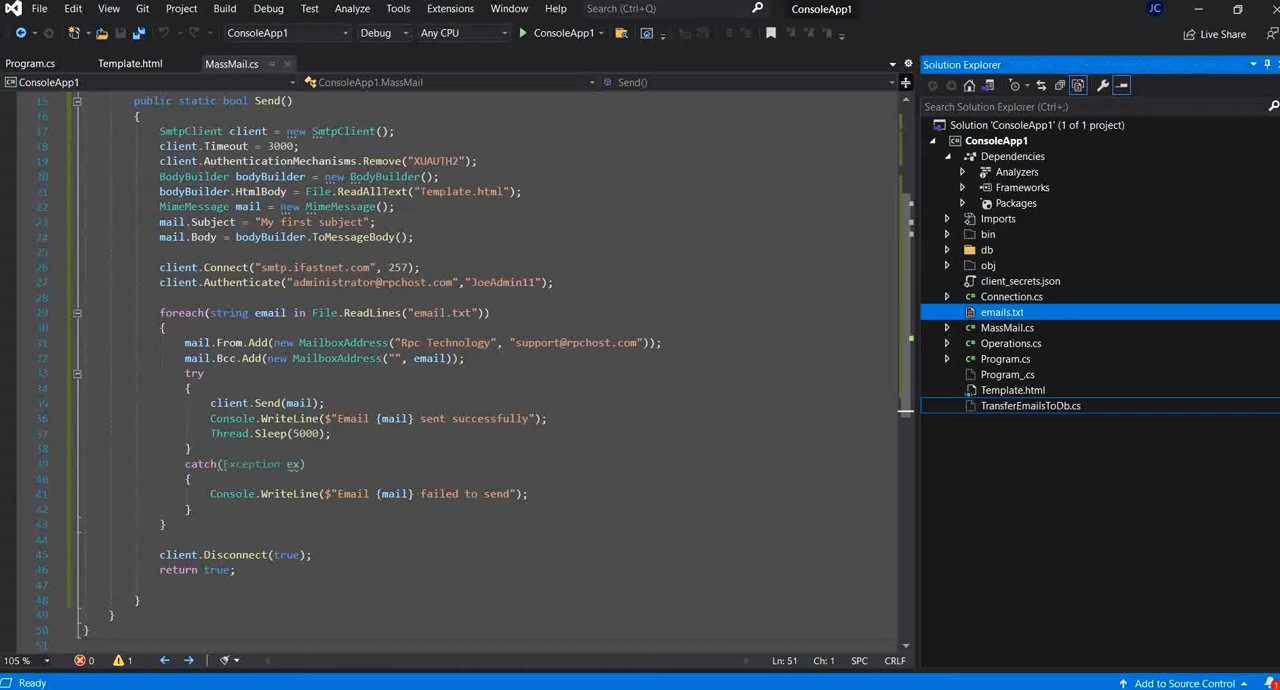 File Edit View Git Project Build Debug Test Analyze Tools Extensions Window Help Search (Ctrl+Q) ConsoleApp1 JC
ConsoleApp1 Debug Any CPU ConsoleApp1 Live Share
Program.cs Template.html MassMail.cs
ConsoleApp1 ConsoleApp1.MassMail Send()
15 public static bool Send()
16 {
17 SmtpClient client = new SmtpClient();
18 client.Timeout = 3000;
19 client.AuthenticationMechanisms.Remove("XUAUTH2");
20 BodyBuilder bodyBuilder = new BodyBuilder();
21 bodyBuilder.HtmlBody = File.ReadAllText("Template.html");
22 MimeMessage mail = new MimeMessage();
23 mail.Subject = "My first subject";
24 mail.Body = bodyBuilder.ToMessageBody();
25
26 client.Connect("smtp.ifastnet.com", 257);
27 client.Authenticate("administrator@rpchost.com","JoeAdmin11");
28
29 foreach(string email in File.ReadLines("email.txt"))
30 {
31 mail.From.Add(new MailboxAddress("Rpc Technology", "support@rpchost.com"));
32 mail.Bcc.Add(new MailboxAddress("", email));
33 try
34 {
35 client.Send(mail);
36 Console.WriteLine($"Email {mail} sent successfully");
37 Thread.Sleep(5000);
38 }
39 catch(Exception ex)
40 {
41 Console.WriteLine($"Email {mail} failed to send");
42 }
43 }
44
45 client.Disconnect(true);
46 return true;
47
48 }
49 }
50 }
51
105 % 0 1 Ln: 51 Ch: 1 SPC CRLF
Solution Explorer
Search Solution Explorer (Ctrl+;)
Solution 'ConsoleApp1' (1 of 1 project)
ConsoleApp1
Dependencies
Analyzers
Frameworks
Packages
Imports
bin
db
obj
client_secrets.json
Connection.cs
emails.txt
MassMail.cs
Operations.cs
Program.cs
Program_.cs
Template.html
TransferEmailsToDb.cs
Ready Add to Source Control 1